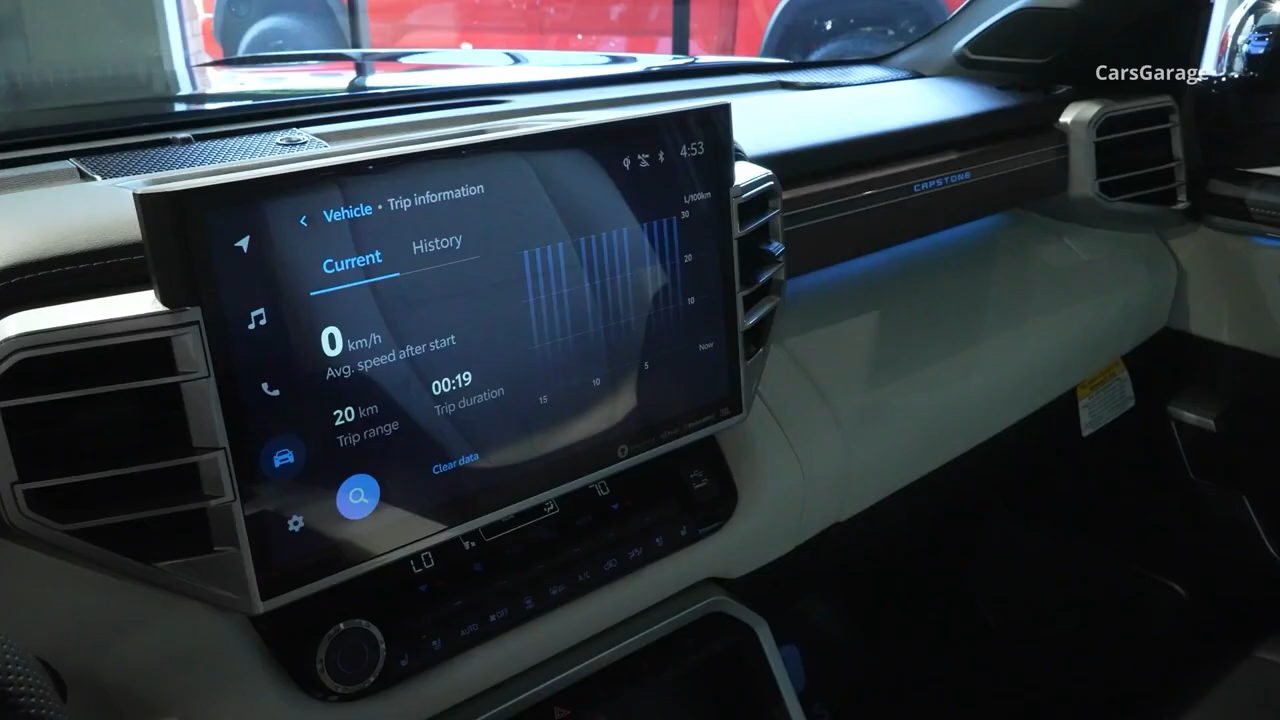 CarsGarage
4:53
Vehicle • Trip information
L/100km
Current
History
30
20
10
Now
0 km/h
Avg. speed after start
00:19
Trip duration
20 km
Trip range
15
10
5
Clear data
CAPSTONE
LO
70
AUTO
OFF
A/C